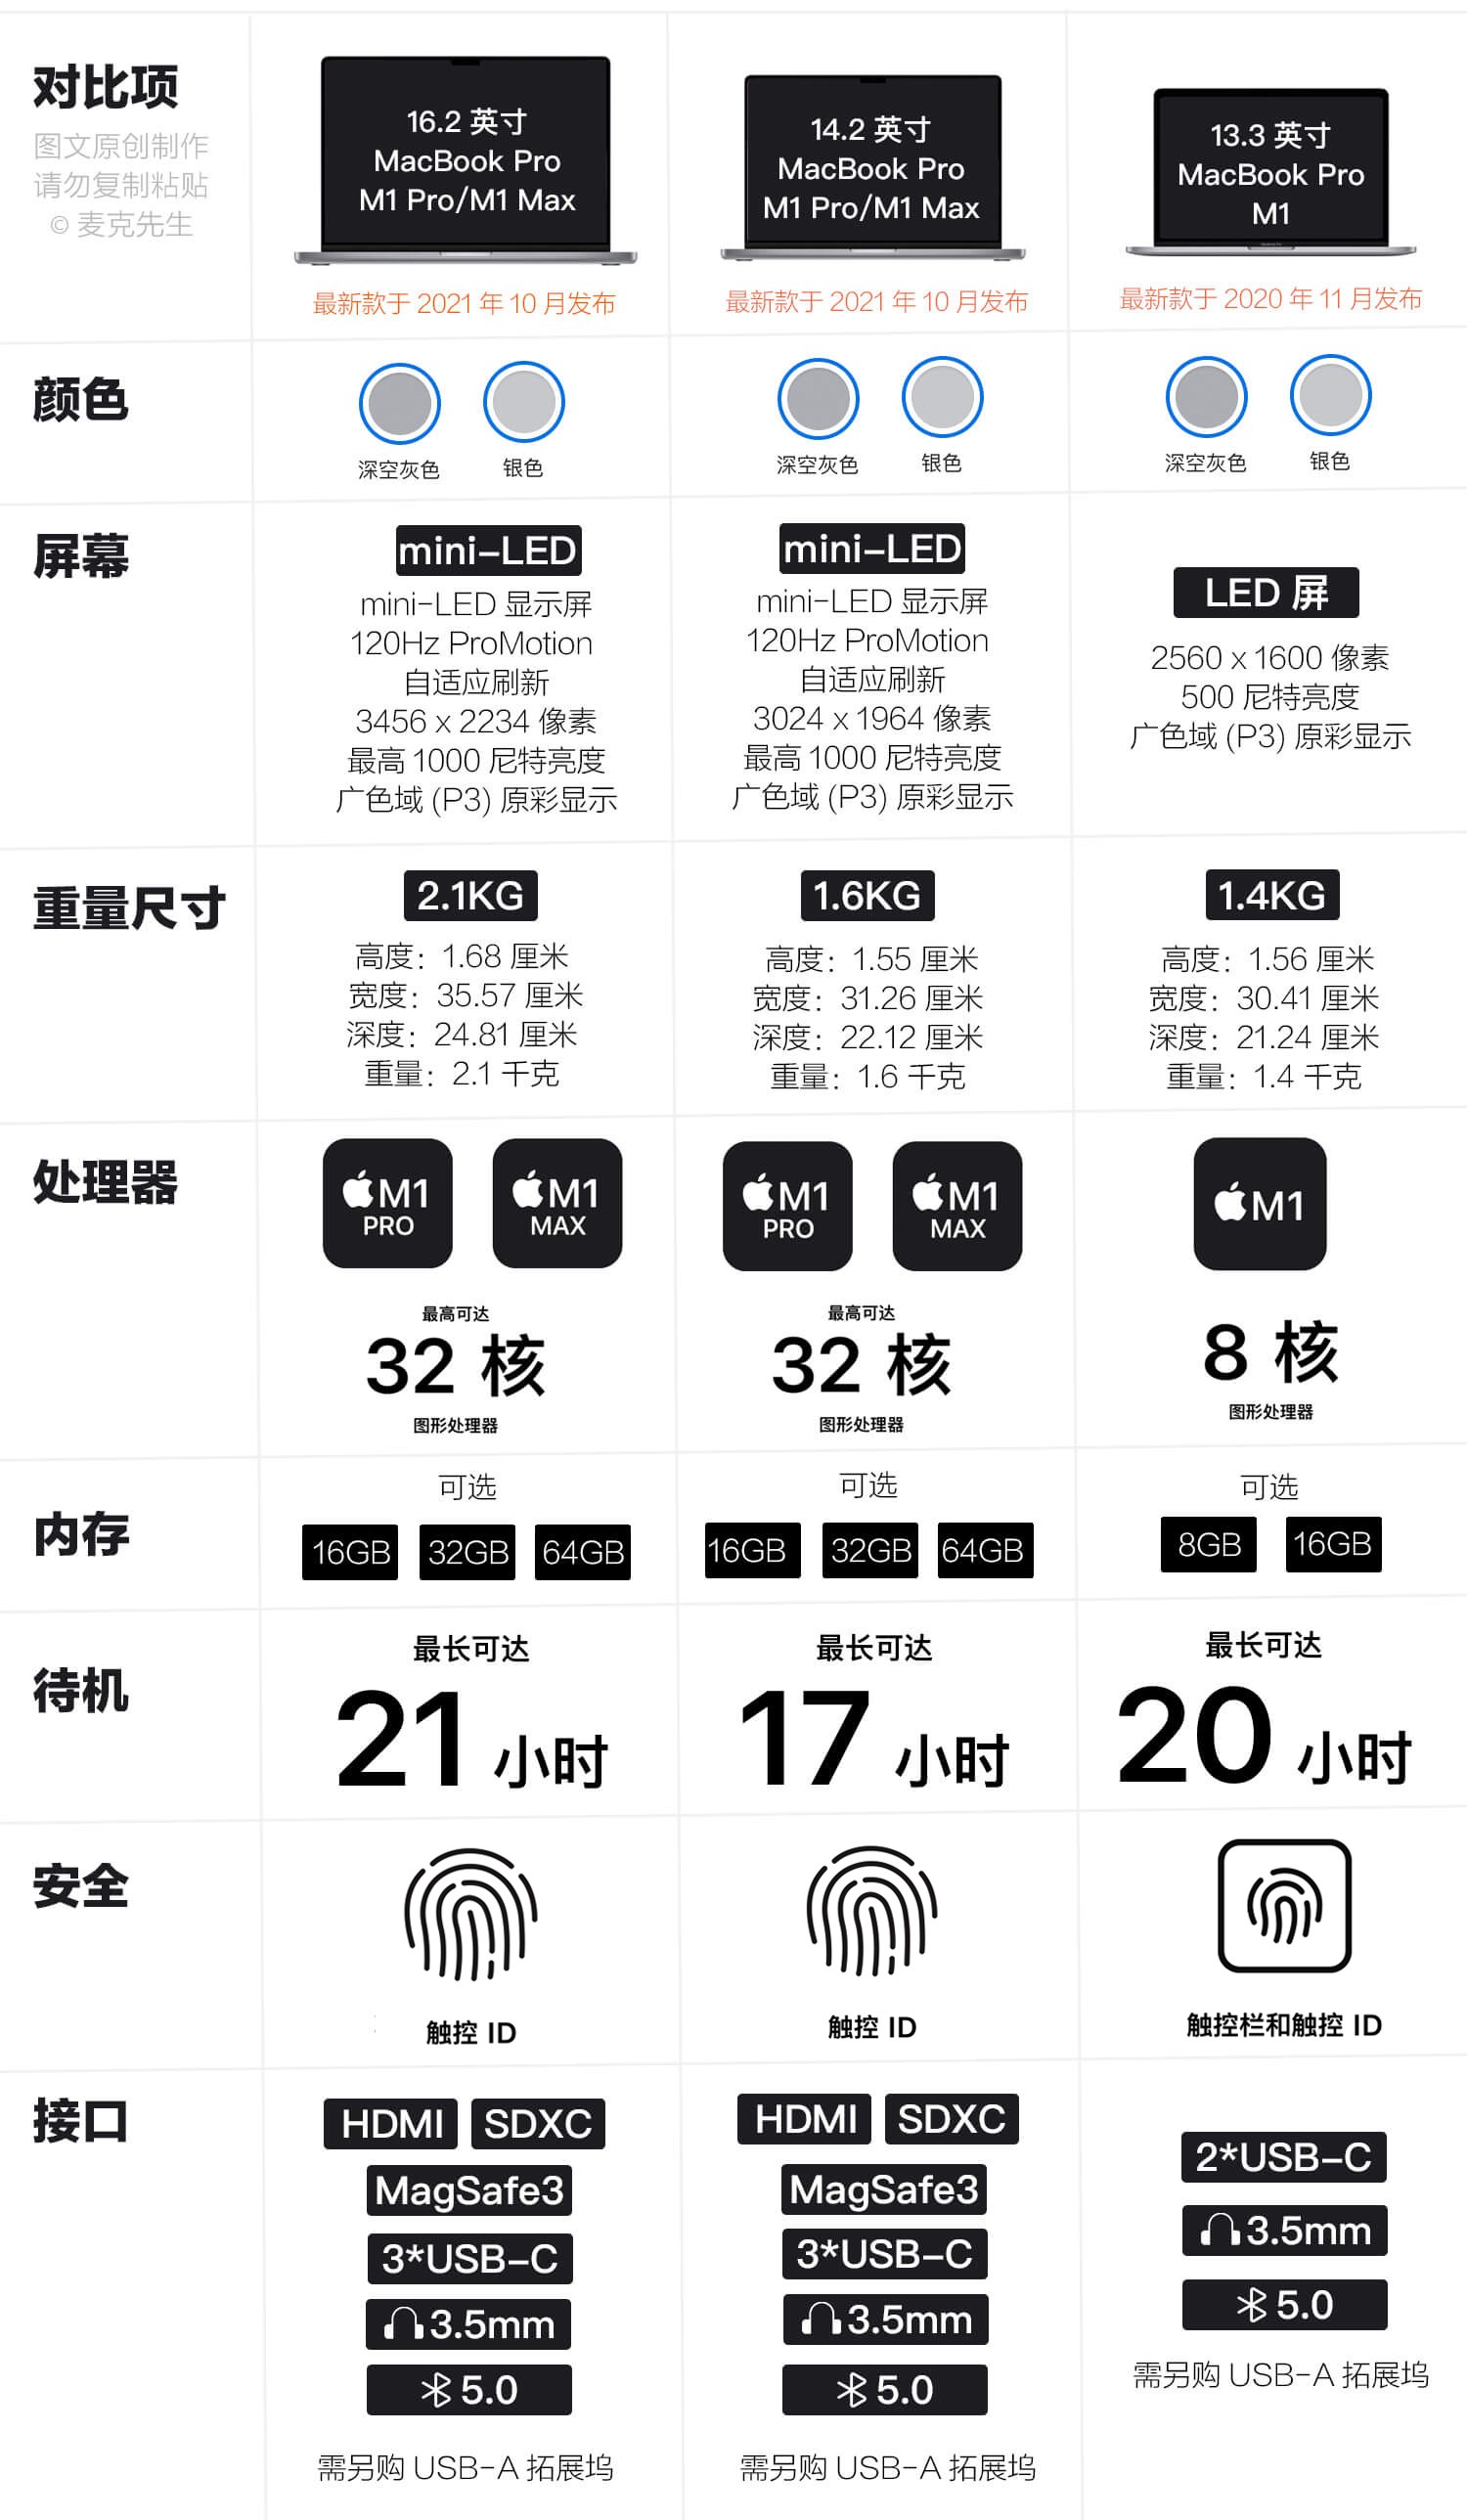 对比项
图文原创制作
请勿复制粘贴
© 麦克先生
16.2 英寸
MacBook Pro
M1 Pro/M1 Max
最新款于 2021 年 10 月发布
14.2 英寸
MacBook Pro
M1 Pro/M1 Max
最新款于 2021 年 10 月发布
13.3 英寸
MacBook Pro
M1
最新款于 2020 年 11 月发布
颜色
深空灰色 银色
深空灰色 银色
深空灰色 银色
屏幕
mini-LED
mini-LED 显示屏
120Hz ProMotion
自适应刷新
3456 x 2234 像素
最高 1000 尼特亮度
广色域 (P3) 原彩显示
mini-LED
mini-LED 显示屏
120Hz ProMotion
自适应刷新
3024 x 1964 像素
最高 1000 尼特亮度
广色域 (P3) 原彩显示
LED 屏
2560 x 1600 像素
500 尼特亮度
广色域 (P3) 原彩显示
重量尺寸
2.1KG
高度：1.68 厘米
宽度：35.57 厘米
深度：24.81 厘米
重量：2.1 千克
1.6KG
高度：1.55 厘米
宽度：31.26 厘米
深度：22.12 厘米
重量：1.6 千克
1.4KG
高度：1.56 厘米
宽度：30.41 厘米
深度：21.24 厘米
重量：1.4 千克
处理器
M1 M1
PRO MAX
最高可达
32 核
图形处理器
M1 M1
PRO MAX
最高可达
32 核
图形处理器
M1
8 核
图形处理器
内存
可选
16GB 32GB 64GB
可选
16GB 32GB 64GB
可选
8GB 16GB
待机
最长可达
21 小时
最长可达
17 小时
最长可达
20 小时
安全
触控 ID
触控 ID
触控栏和触控 ID
接口
HDMI SDXC
MagSafe3
3*USB-C
3.5mm
5.0
需另购 USB-A 拓展坞
HDMI SDXC
MagSafe3
3*USB-C
3.5mm
5.0
需另购 USB-A 拓展坞
2*USB-C
3.5mm
5.0
需另购 USB-A 拓展坞